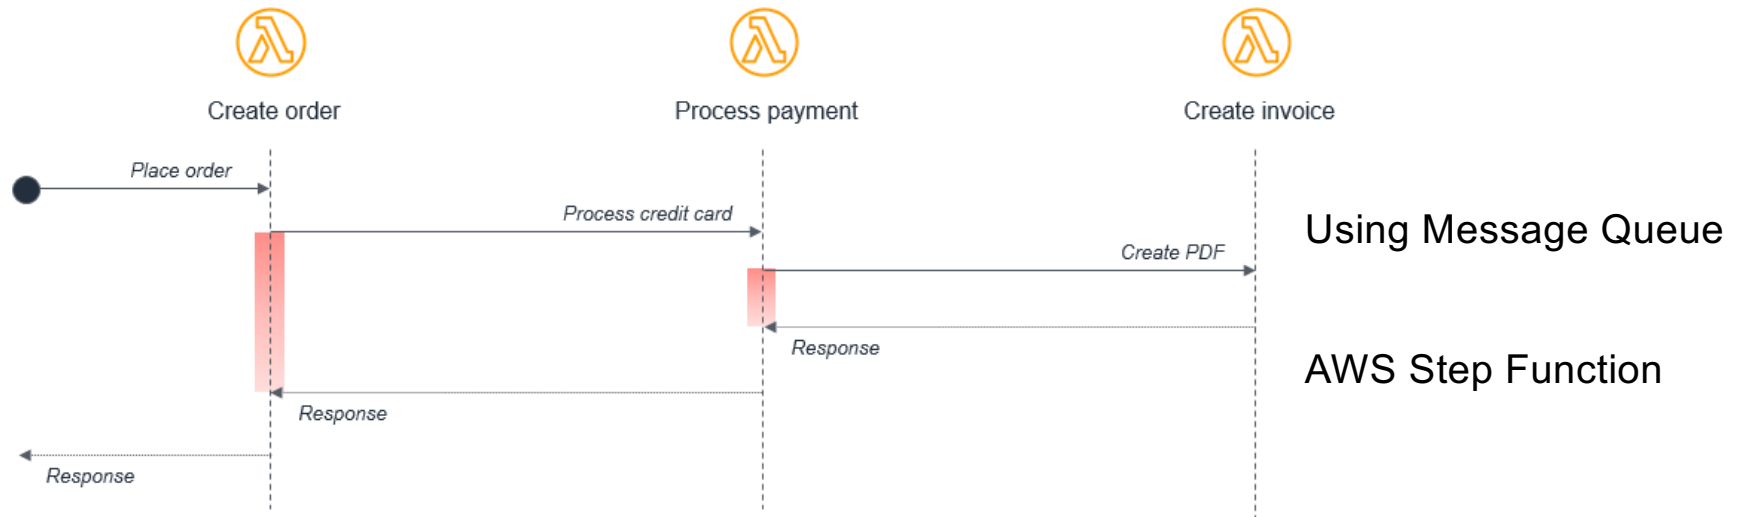 Create order
Process payment
Create invoice
Place order
Process credit card
Using Message Queue
Create PDF
Response
AWS Step Function
Response
Response